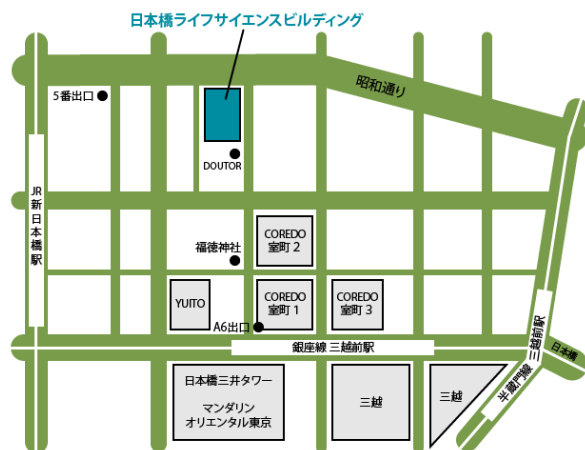 日本橋ライフサイエンスビルディング
昭和通り
5番出口
DOUTOR
JR新日本橋駅
福徳神社
COREDO
室町 2
YUITO
COREDO
室町 1
COREDO
室町 3
A6出口
銀座線 三越前駅
日本橋
半蔵門線 三越前駅
日本橋三井タワー
マンダリン
オリエンタル東京
三越
三越